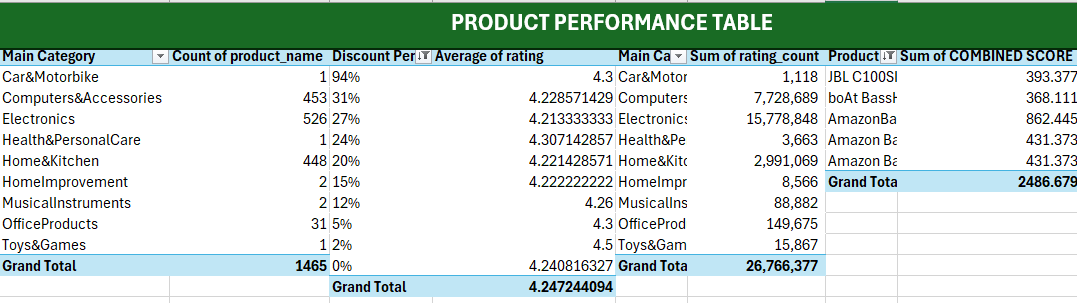 PRODUCT PERFORMANCE TABLE
Main Category Count of product_name Discount Per Average of rating Main Ca Sum of rating_count Product Sum of COMBINED SCORE
Car&Motorbike 1 94% 4.3 Car&Motor 1,118 JBL C100SI 393.377
Computers&Accessories 453 31% 4.228571429 Computers 7,728,689 boAt BassH 368.111
Electronics 526 27% 4.213333333 Electronics 15,778,848 AmazonBa 862.445
Health&PersonalCare 1 24% 4.307142857 Health&Pe 3,663 Amazon Ba 431.373
Home&Kitchen 448 20% 4.221428571 Home&Kitc 2,991,069 Amazon Ba 431.373
HomeImprovement 2 15% 4.222222222 HomeImpr 8,566 Grand Tota 2486.679
MusicalInstruments 2 12% 4.26 MusicalIns 88,882
OfficeProducts 31 5% 4.3 OfficeProd 149,675
Toys&Games 1 2% 4.5 Toys&Gam 15,867
Grand Total 1465 0% 4.240816327 Grand Tota 26,766,377
Grand Total 4.247244094